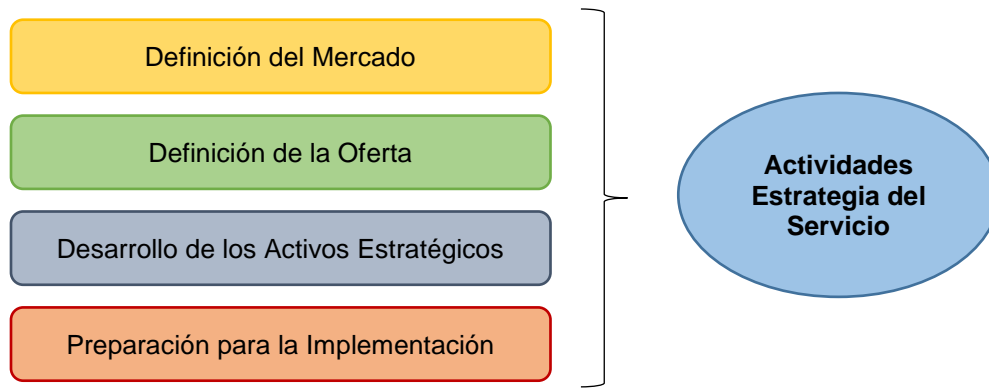 Definición del Mercado
Definición de la Oferta
Desarrollo de los Activos Estratégicos
Preparación para la Implementación
Actividades
Estrategia del
Servicio